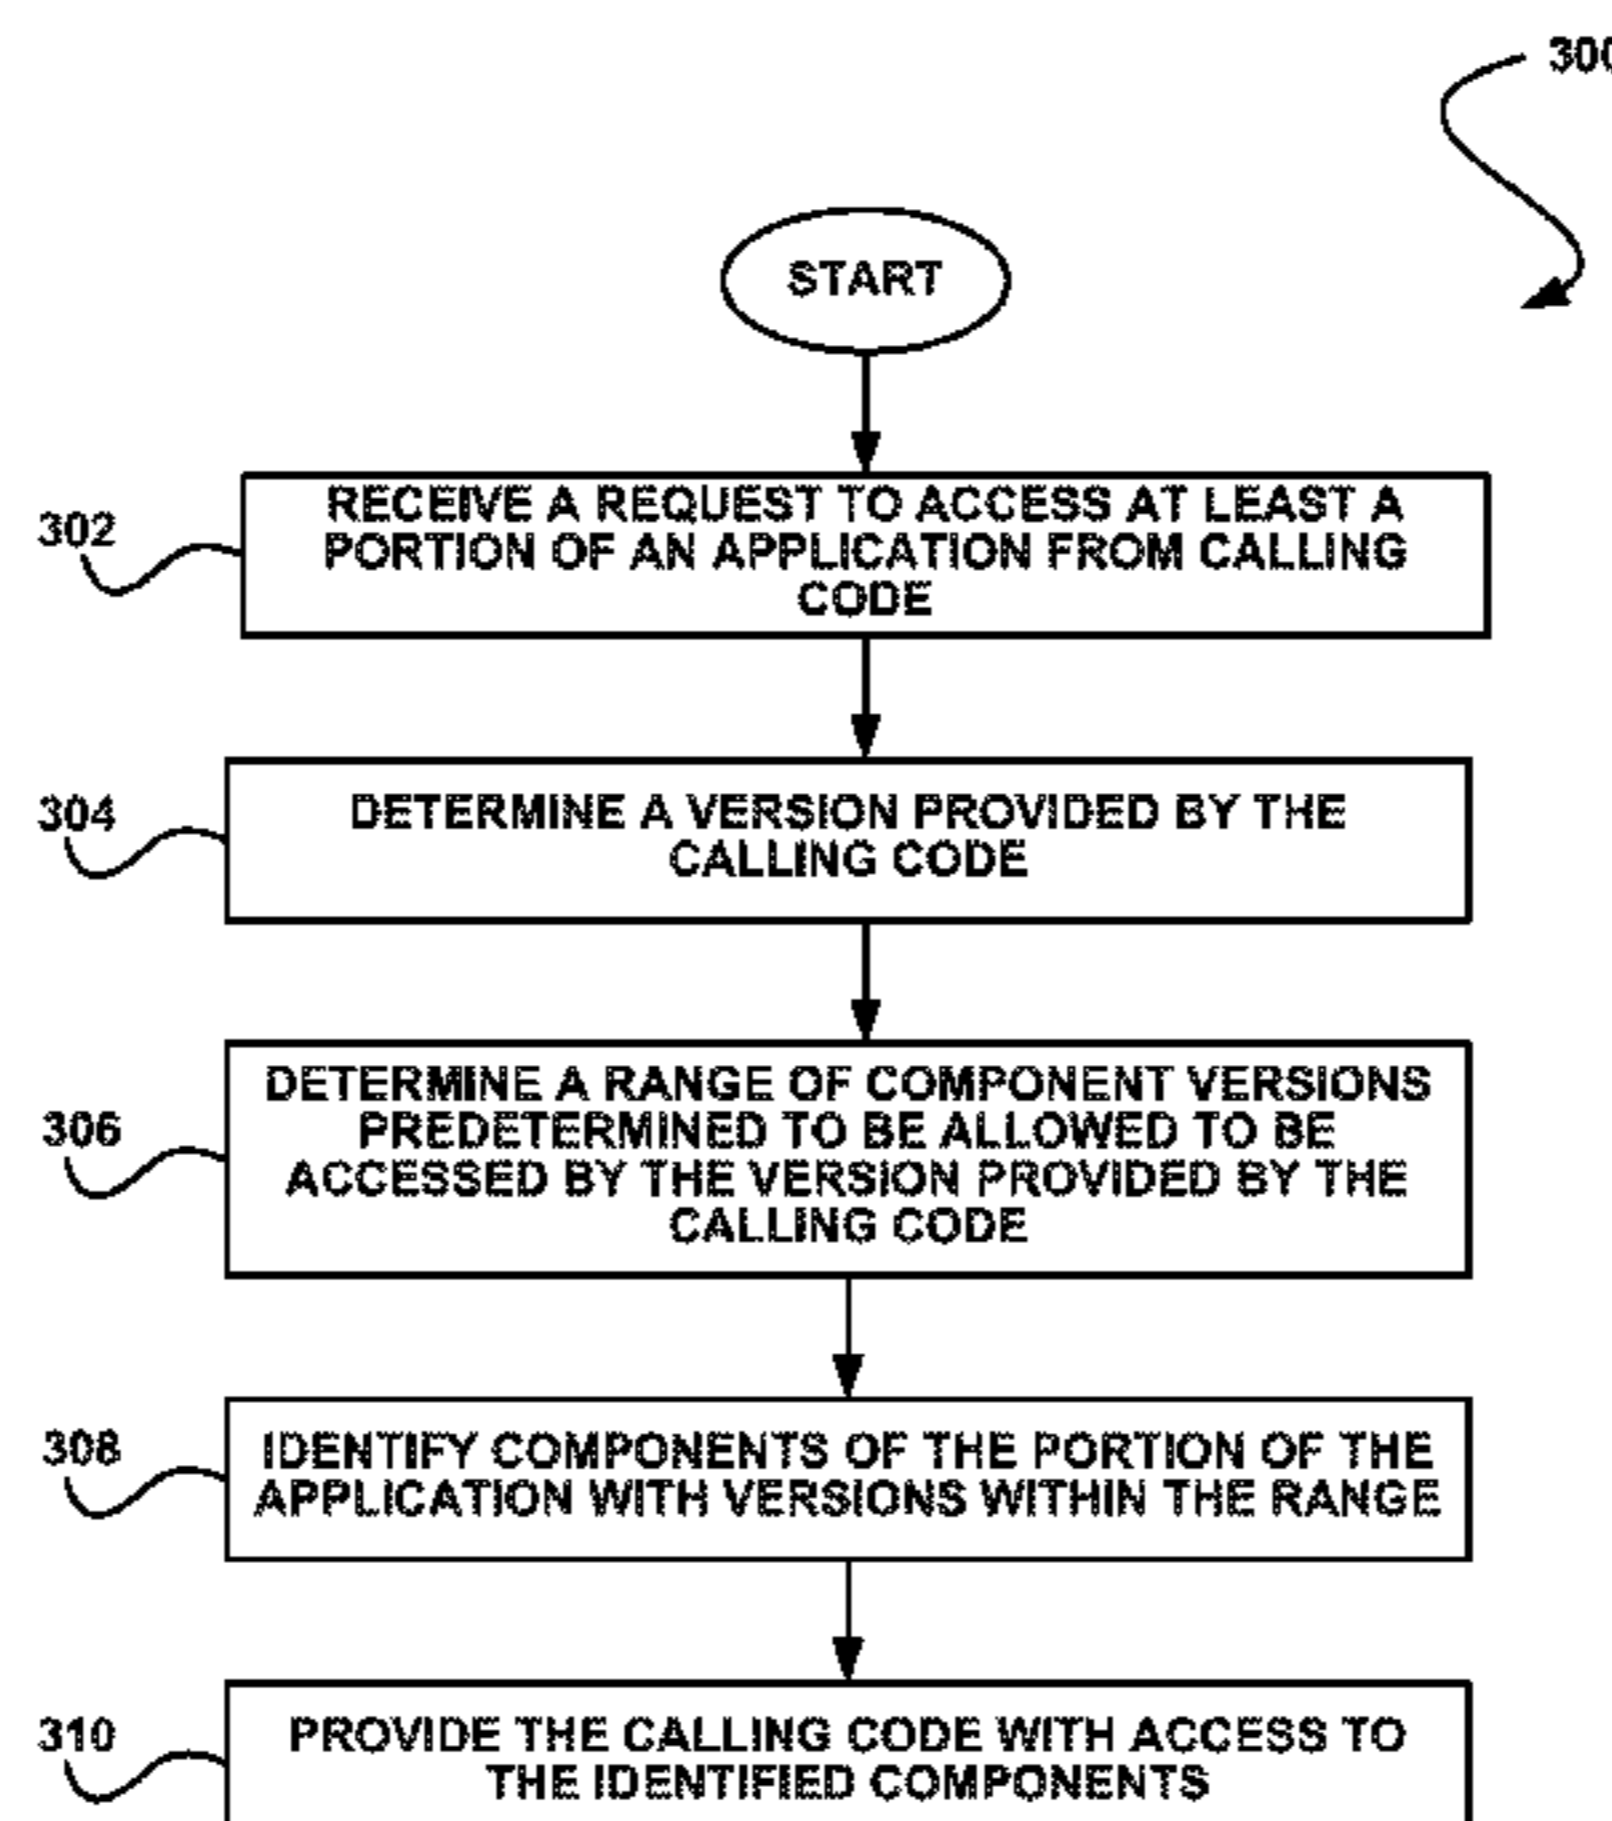 300
START
302
RECEIVE A REQUEST TO ACCESS AT LEAST A
PORTION OF AN APPLICATION FROM CALLING
CODE
304
DETERMINE A VERSION PROVIDED BY THE
CALLING CODE
306
DETERMINE A RANGE OF COMPONENT VERSIONS
PREDETERMINED TO BE ALLOWED TO BE
ACCESSED BY THE VERSION PROVIDED BY THE
CALLING CODE
308
IDENTIFY COMPONENTS OF THE PORTION OF THE
APPLICATION WITH VERSIONS WITHIN THE RANGE
310
PROVIDE THE CALLING CODE WITH ACCESS TO
THE IDENTIFIED COMPONENTS